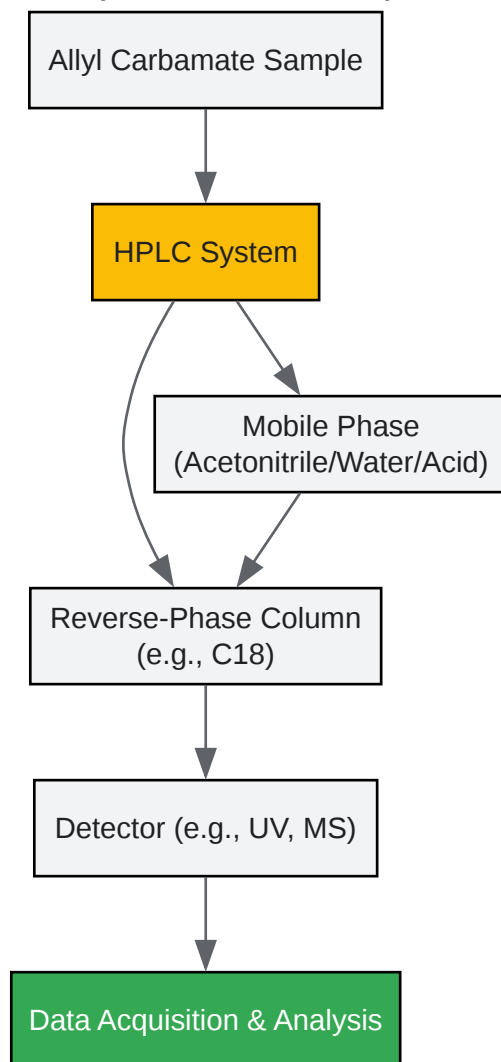 Allyl Carbamate Sample
HPLC System
Mobile Phase
(Acetonitrile/Water/Acid)
Reverse-Phase Column
(e.g., C18)
Detector (e.g., UV, MS)
Data Acquisition & Analysis